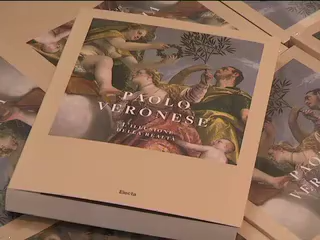 PAOLO
VERONESE
L'ILLUSIONE
DELLA REALTÀ
Electa